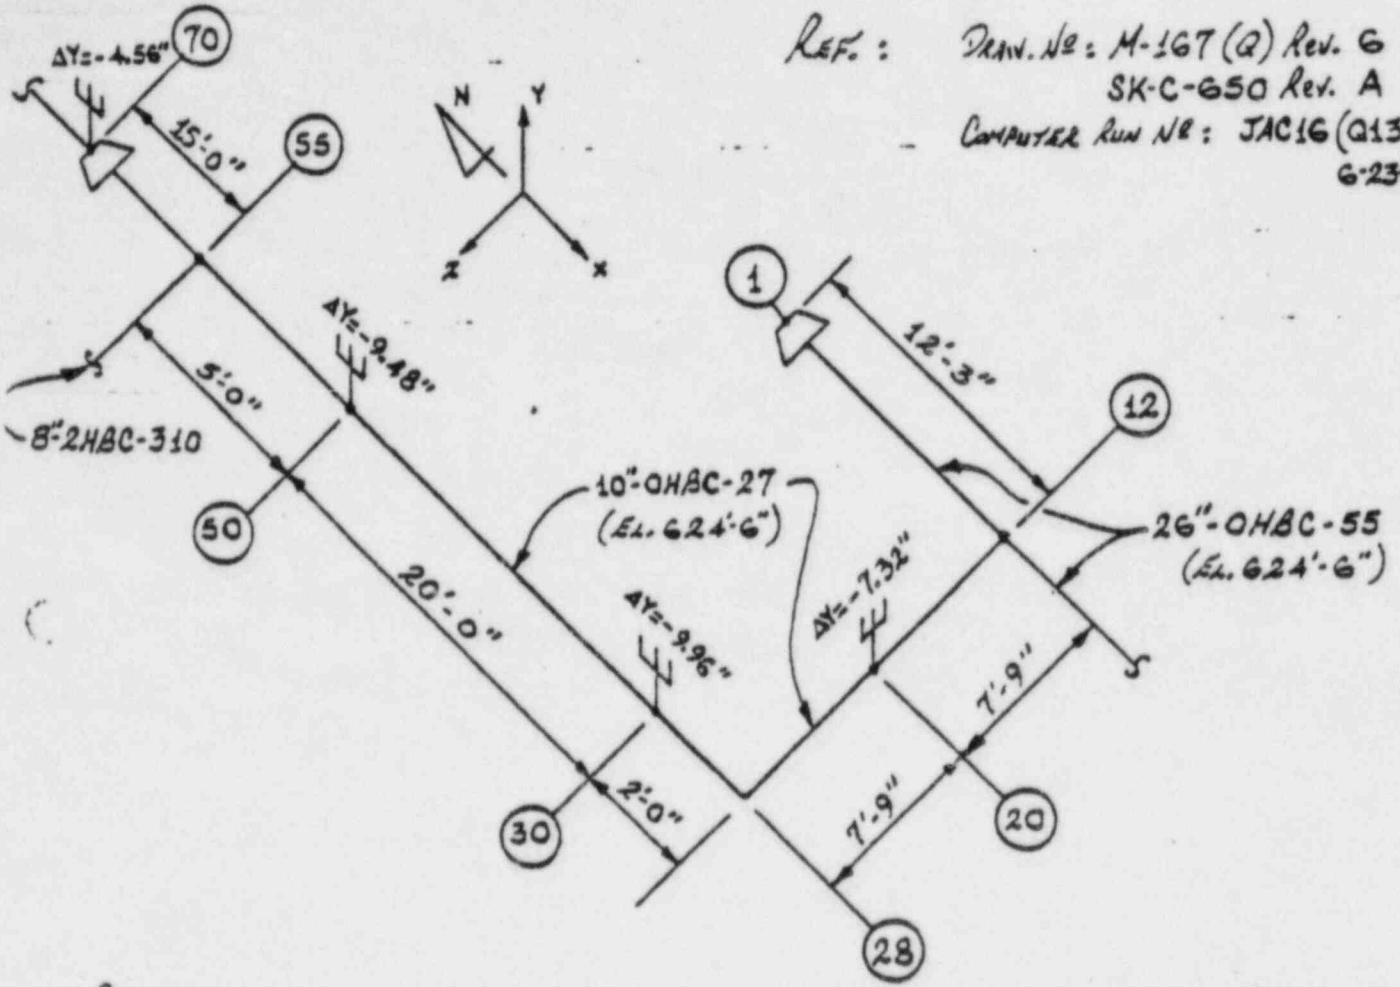 REF.: DRAW. Nº: M-167 (Q) Rev. 6
SK-C-650 Rev. A
COMPUTER RUN Nº: JAC16 (Q13
6-23
ΔY=-4.56"
70
15'-0"
55
N
Y
Z
X
1
12'-3"
12
ΔY=-9.48"
5'-0"
8"-2HBC-310
50
10"-OHBC-27
(EL. 624'-6")
26"-OHBC-55
(EL. 624'-6")
20'-0"
ΔY=-9.96"
ΔY=-7.32"
7'-9"
30
2'-0"
7'-9"
20
28